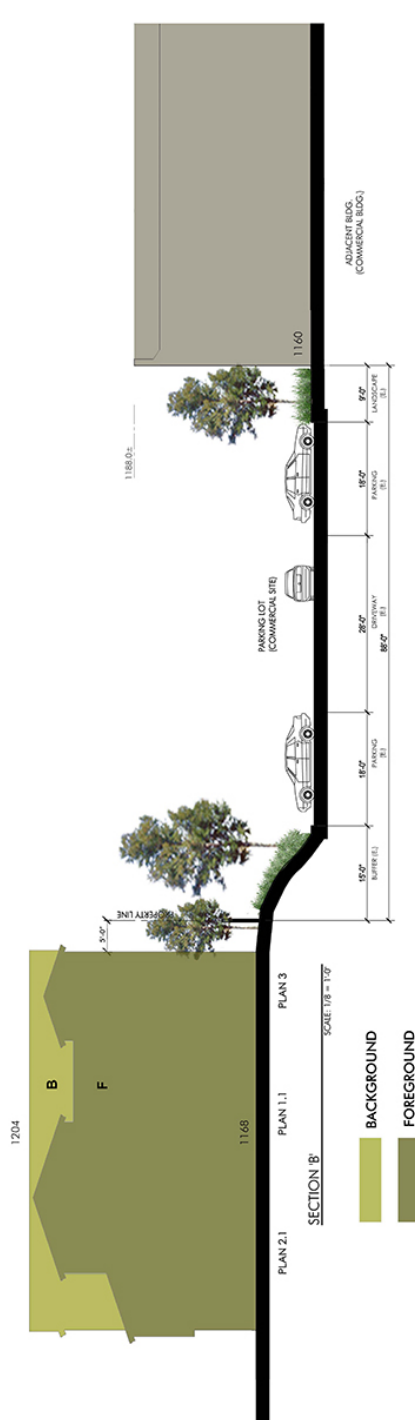 1204
B
F
1168
PLAN 2.1
PLAN 1.1
PLAN 3
5'-0"
PROPERTY LINE
1188.0±
PARKING LOT
(COMMERCIAL SITE)
1160
ADJACENT BLDG.
(COMMERCIAL BLDG.)
15'-0"
BUFFER (E.)
18'-0"
PARKING
(E.)
28'-0"
DRIVEWAY
(E.)
18'-0"
PARKING
(E.)
9'-0"
LANDSCAPE
(E.)
88'-0"
(E.)
SECTION 'B'
SCALE: 1/8 = 1'-0"
BACKGROUND
FOREGROUND